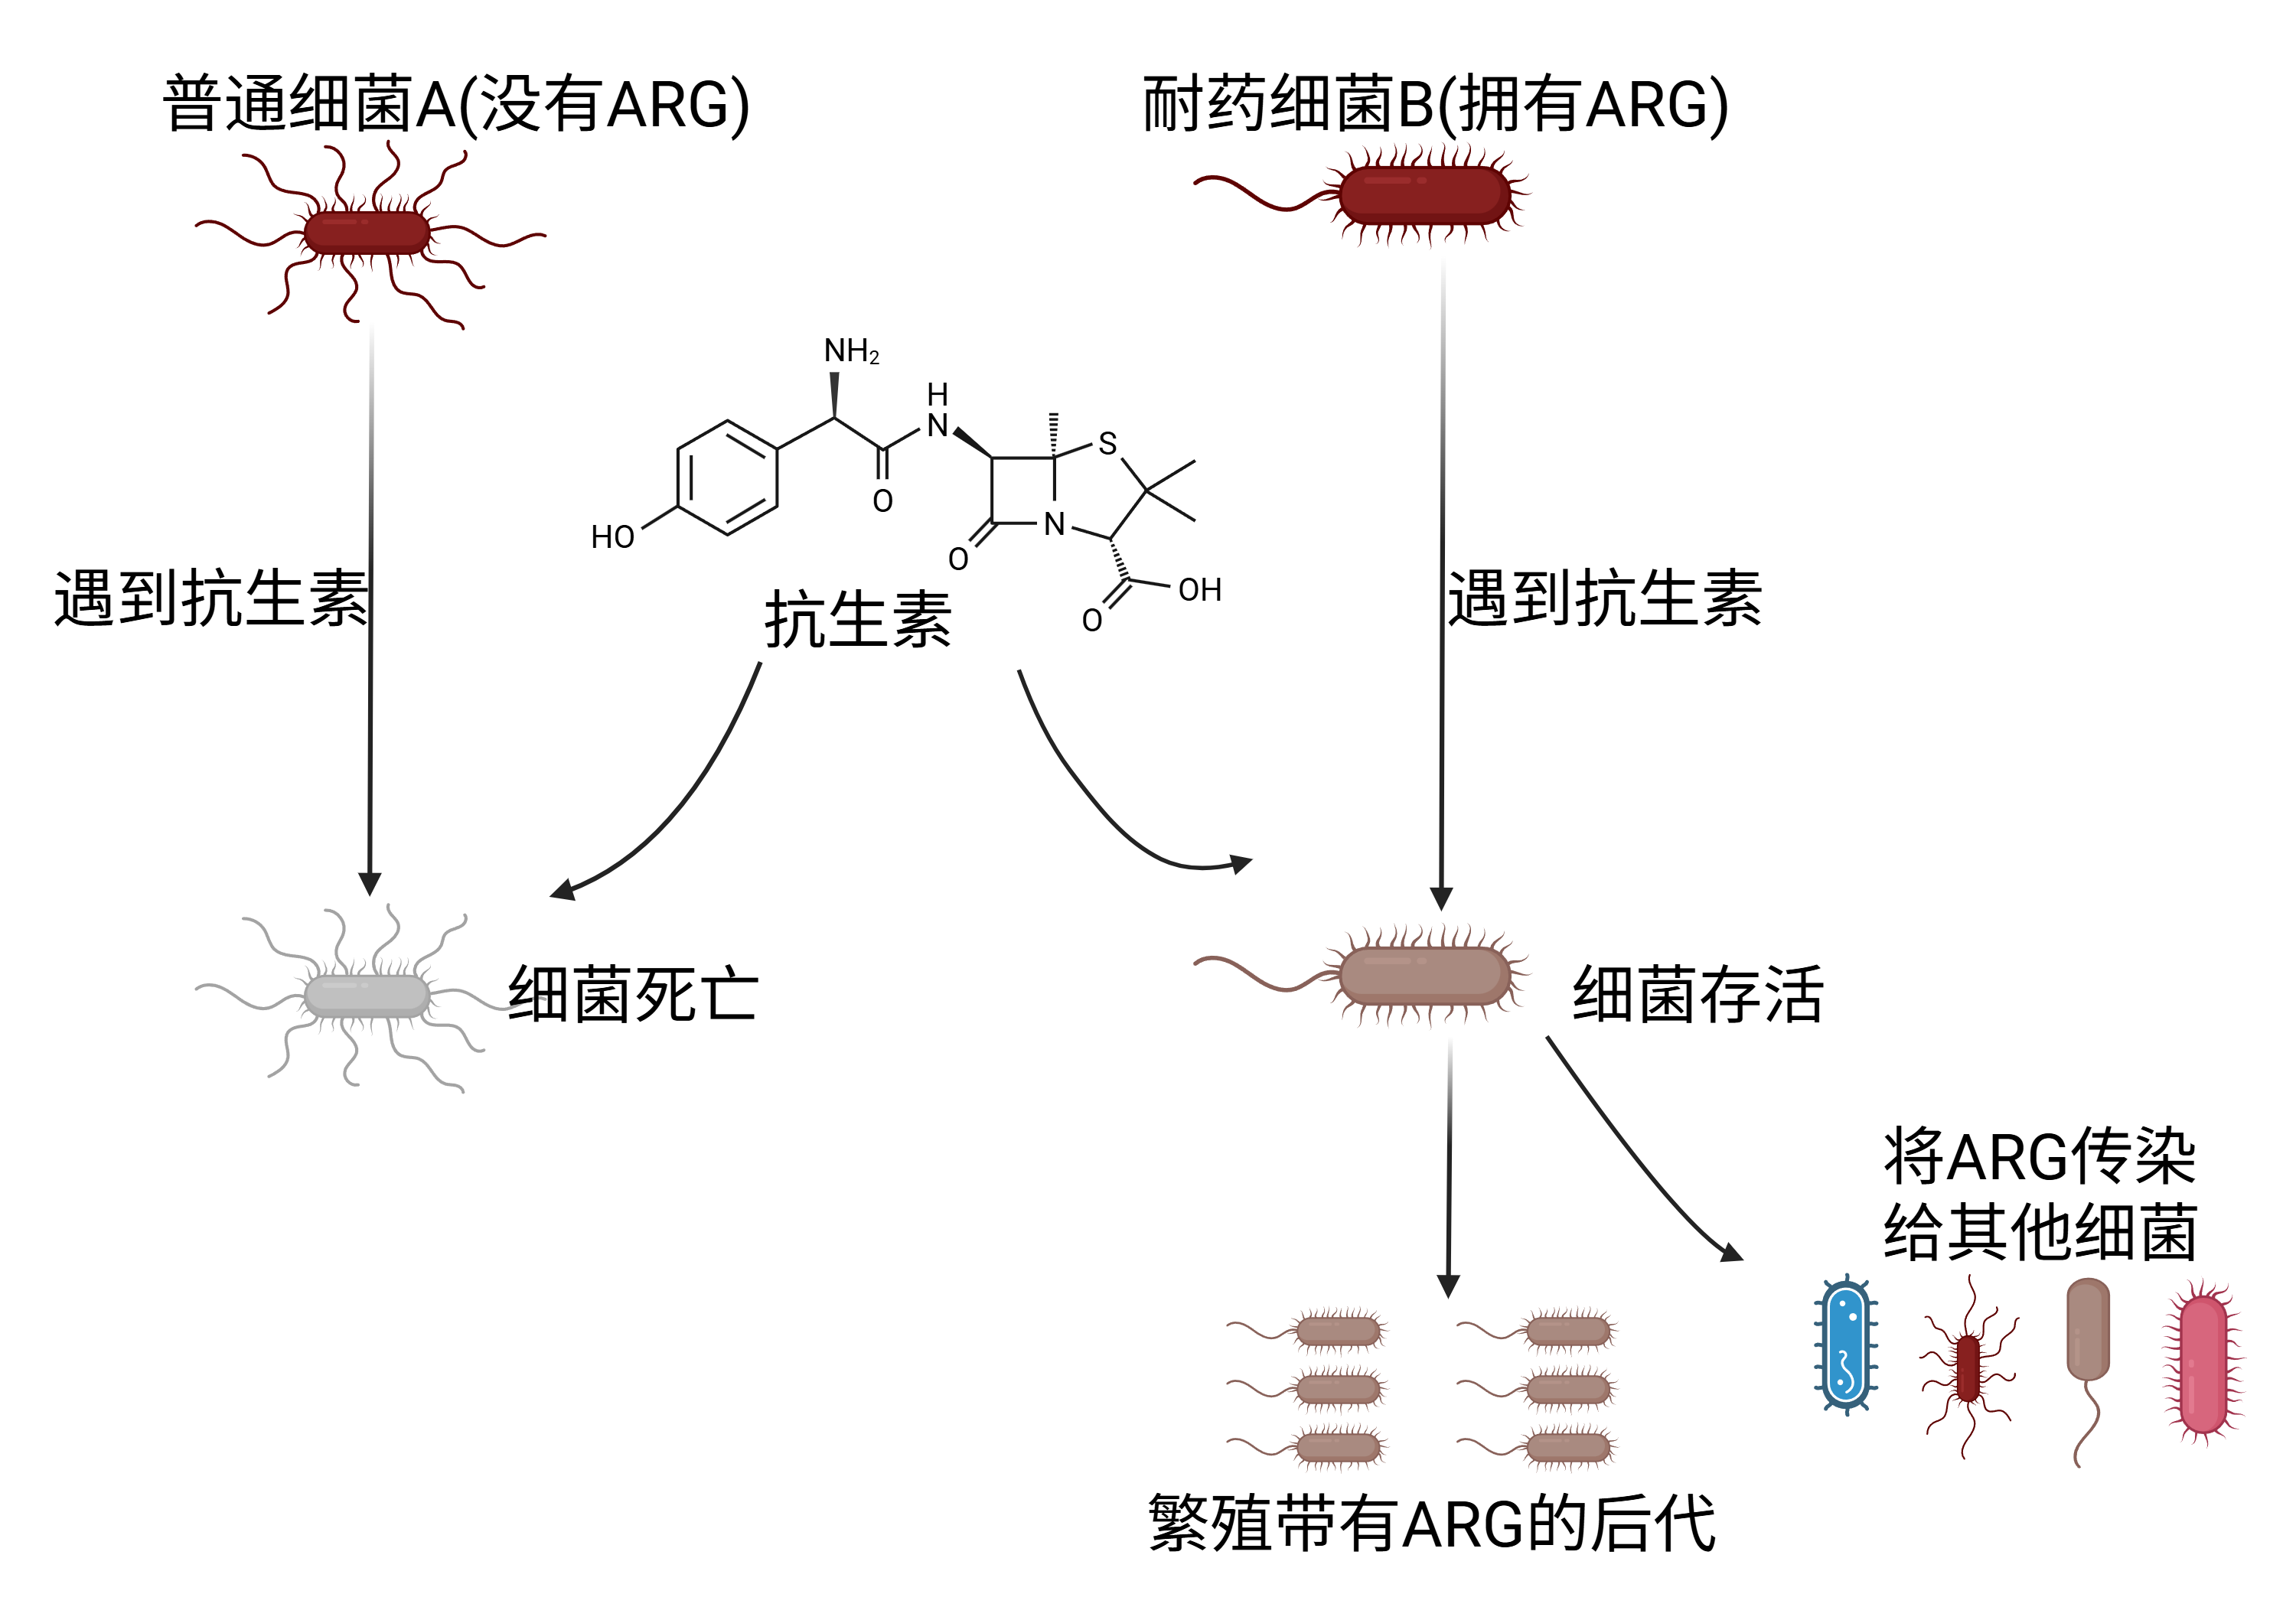 普通细菌A(没有ARG)
耐药细菌B(拥有ARG)
NH₂
H
N
S
O
HO
N
O
OH
O
遇到抗生素
抗生素
遇到抗生素
细菌死亡
细菌存活
将ARG传染
给其他细菌
繁殖带有ARG的后代